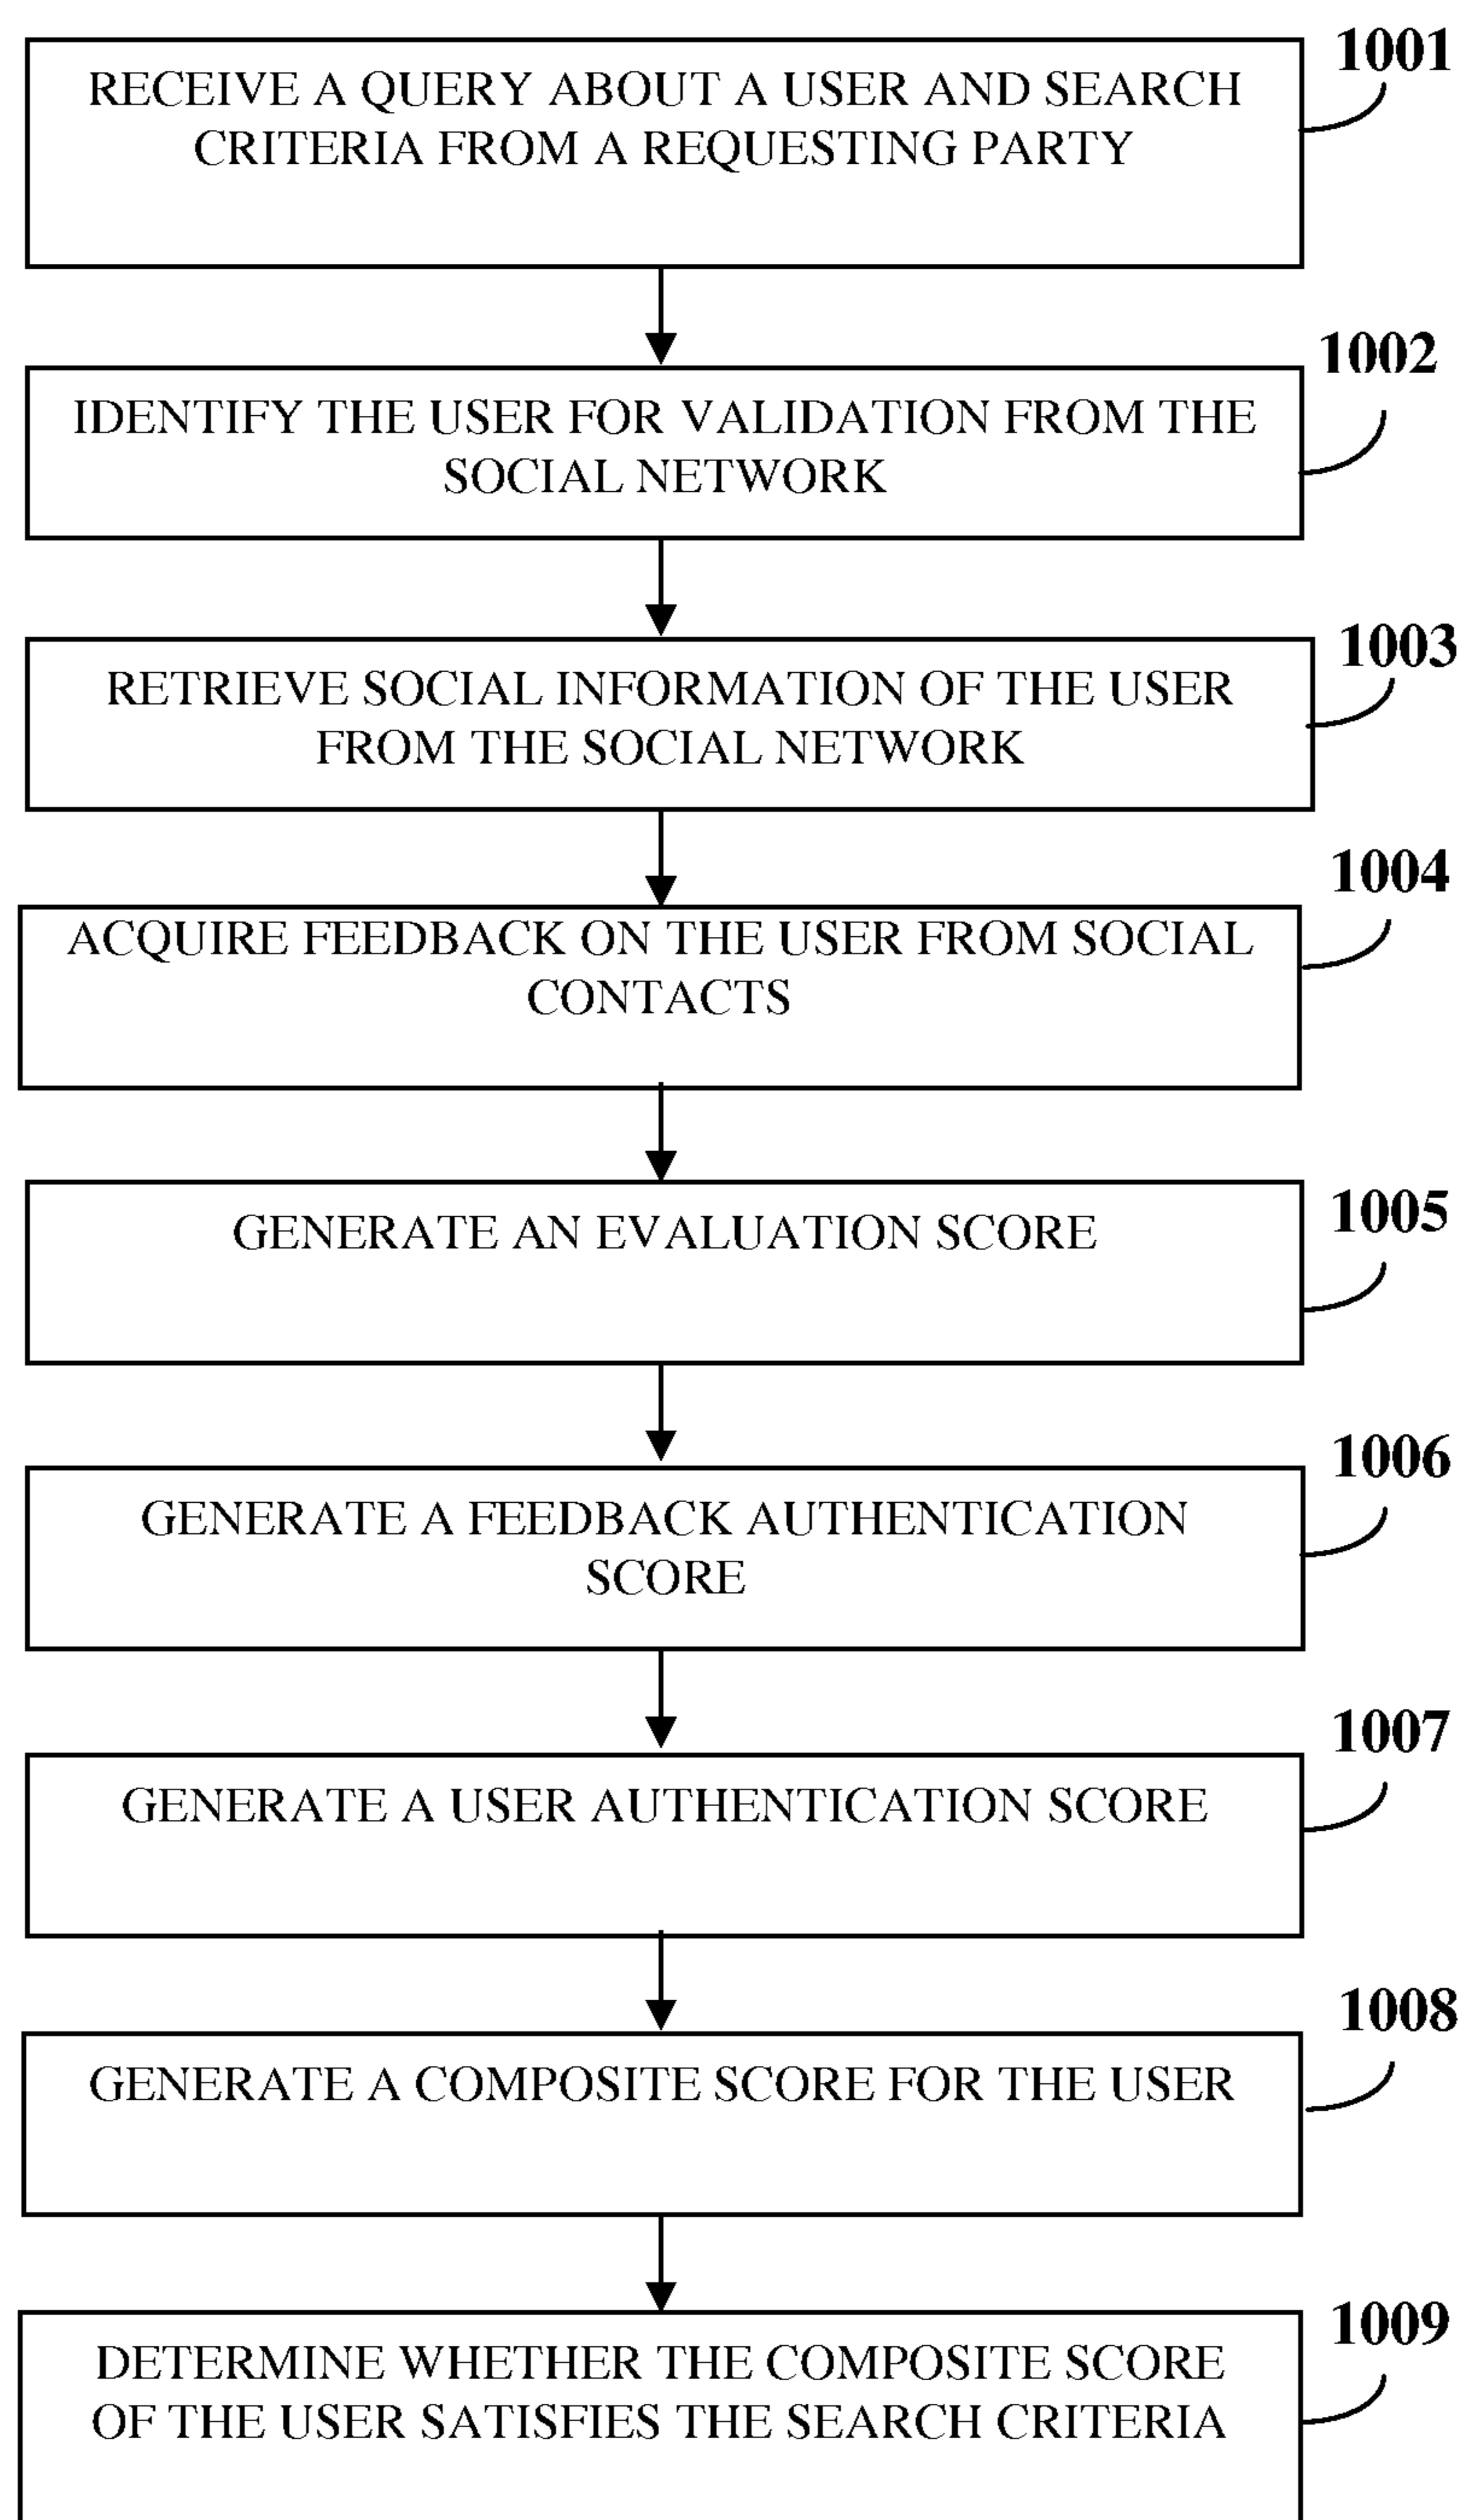 1001
RECEIVE A QUERY ABOUT A USER AND SEARCH
CRITERIA FROM A REQUESTING PARTY
1002
IDENTIFY THE USER FOR VALIDATION FROM THE
SOCIAL NETWORK
1003
RETRIEVE SOCIAL INFORMATION OF THE USER
FROM THE SOCIAL NETWORK
1004
ACQUIRE FEEDBACK ON THE USER FROM SOCIAL
CONTACTS
1005
GENERATE AN EVALUATION SCORE
1006
GENERATE A FEEDBACK AUTHENTICATION
SCORE
1007
GENERATE A USER AUTHENTICATION SCORE
1008
GENERATE A COMPOSITE SCORE FOR THE USER
1009
DETERMINE WHETHER THE COMPOSITE SCORE
OF THE USER SATISFIES THE SEARCH CRITERIA